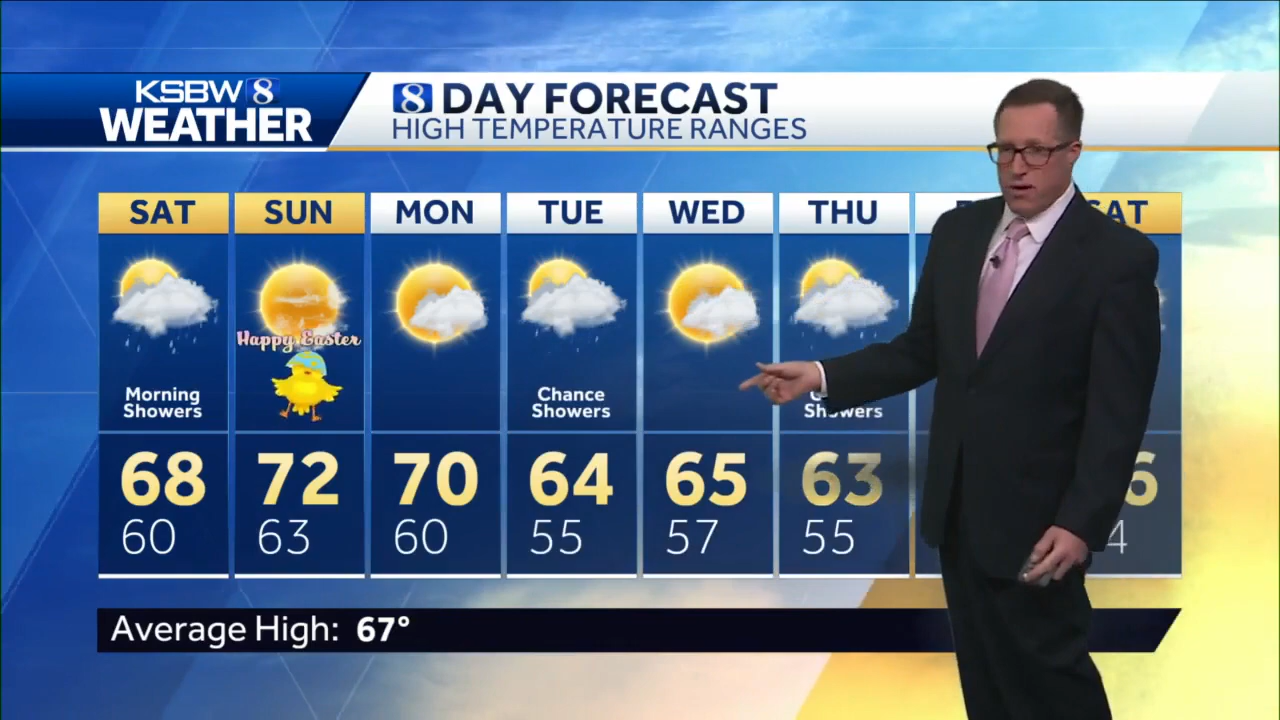 KSBW 8
WEATHER
8 DAY FORECAST
HIGH TEMPERATURE RANGES
SAT SUN MON TUE WED THU
Happy Easter
Morning
Showers
Chance
Showers
Showers
68 72 70 64 65 63
60 63 60 55 57 55
Average High: 67°